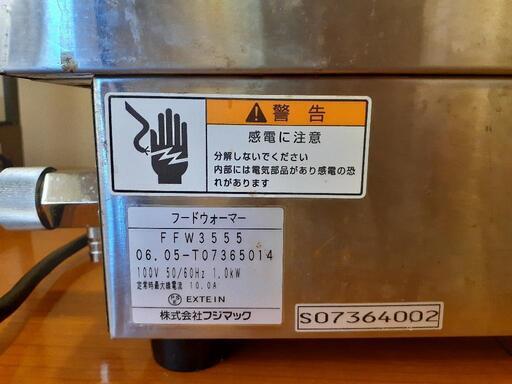 警告
感電に注意
分解しないでください
内部には電気部品があり感電の恐
れがあります
フードウォーマー
FFW3555
06.05-T07365014
100V 50/60Hz 1.0kW
定常時最大線電流 10.0A
EXTEIN
株式会社フジマック
S07364002